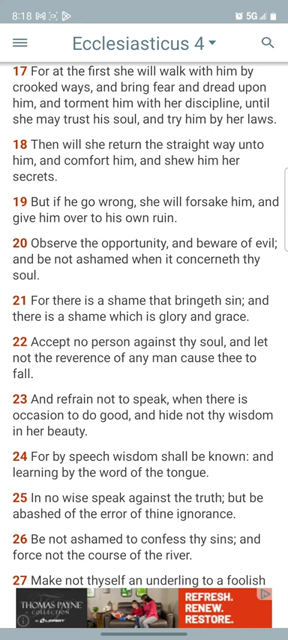 8:18
5G
Ecclesiasticus 4
17 For at the first she will walk with him by
crooked ways, and bring fear and dread upon
him, and torment him with her discipline, until
she may trust his soul, and try him by her laws.
18 Then will she return the straight way unto
him, and comfort him, and shew him her
secrets.
19 But if he go wrong, she will forsake him, and
give him over to his own ruin.
20 Observe the opportunity, and beware of evil;
and be not ashamed when it concerneth thy
soul.
21 For there is a shame that bringeth sin; and
there is a shame which is glory and grace.
22 Accept no person against thy soul, and let
not the reverence of any man cause thee to
fall.
23 And refrain not to speak, when there is
occasion to do good, and hide not thy wisdom
in her beauty.
24 For by speech wisdom shall be known: and
learning by the word of the tongue.
25 In no wise speak against the truth; but be
abashed of the error of thine ignorance.
26 Be not ashamed to confess thy sins; and
force not the course of the river.
27 Make not thyself an underling to a foolish
THOMAS PAYNE
COLLECTION
REFRESH.
RENEW.
RESTORE.